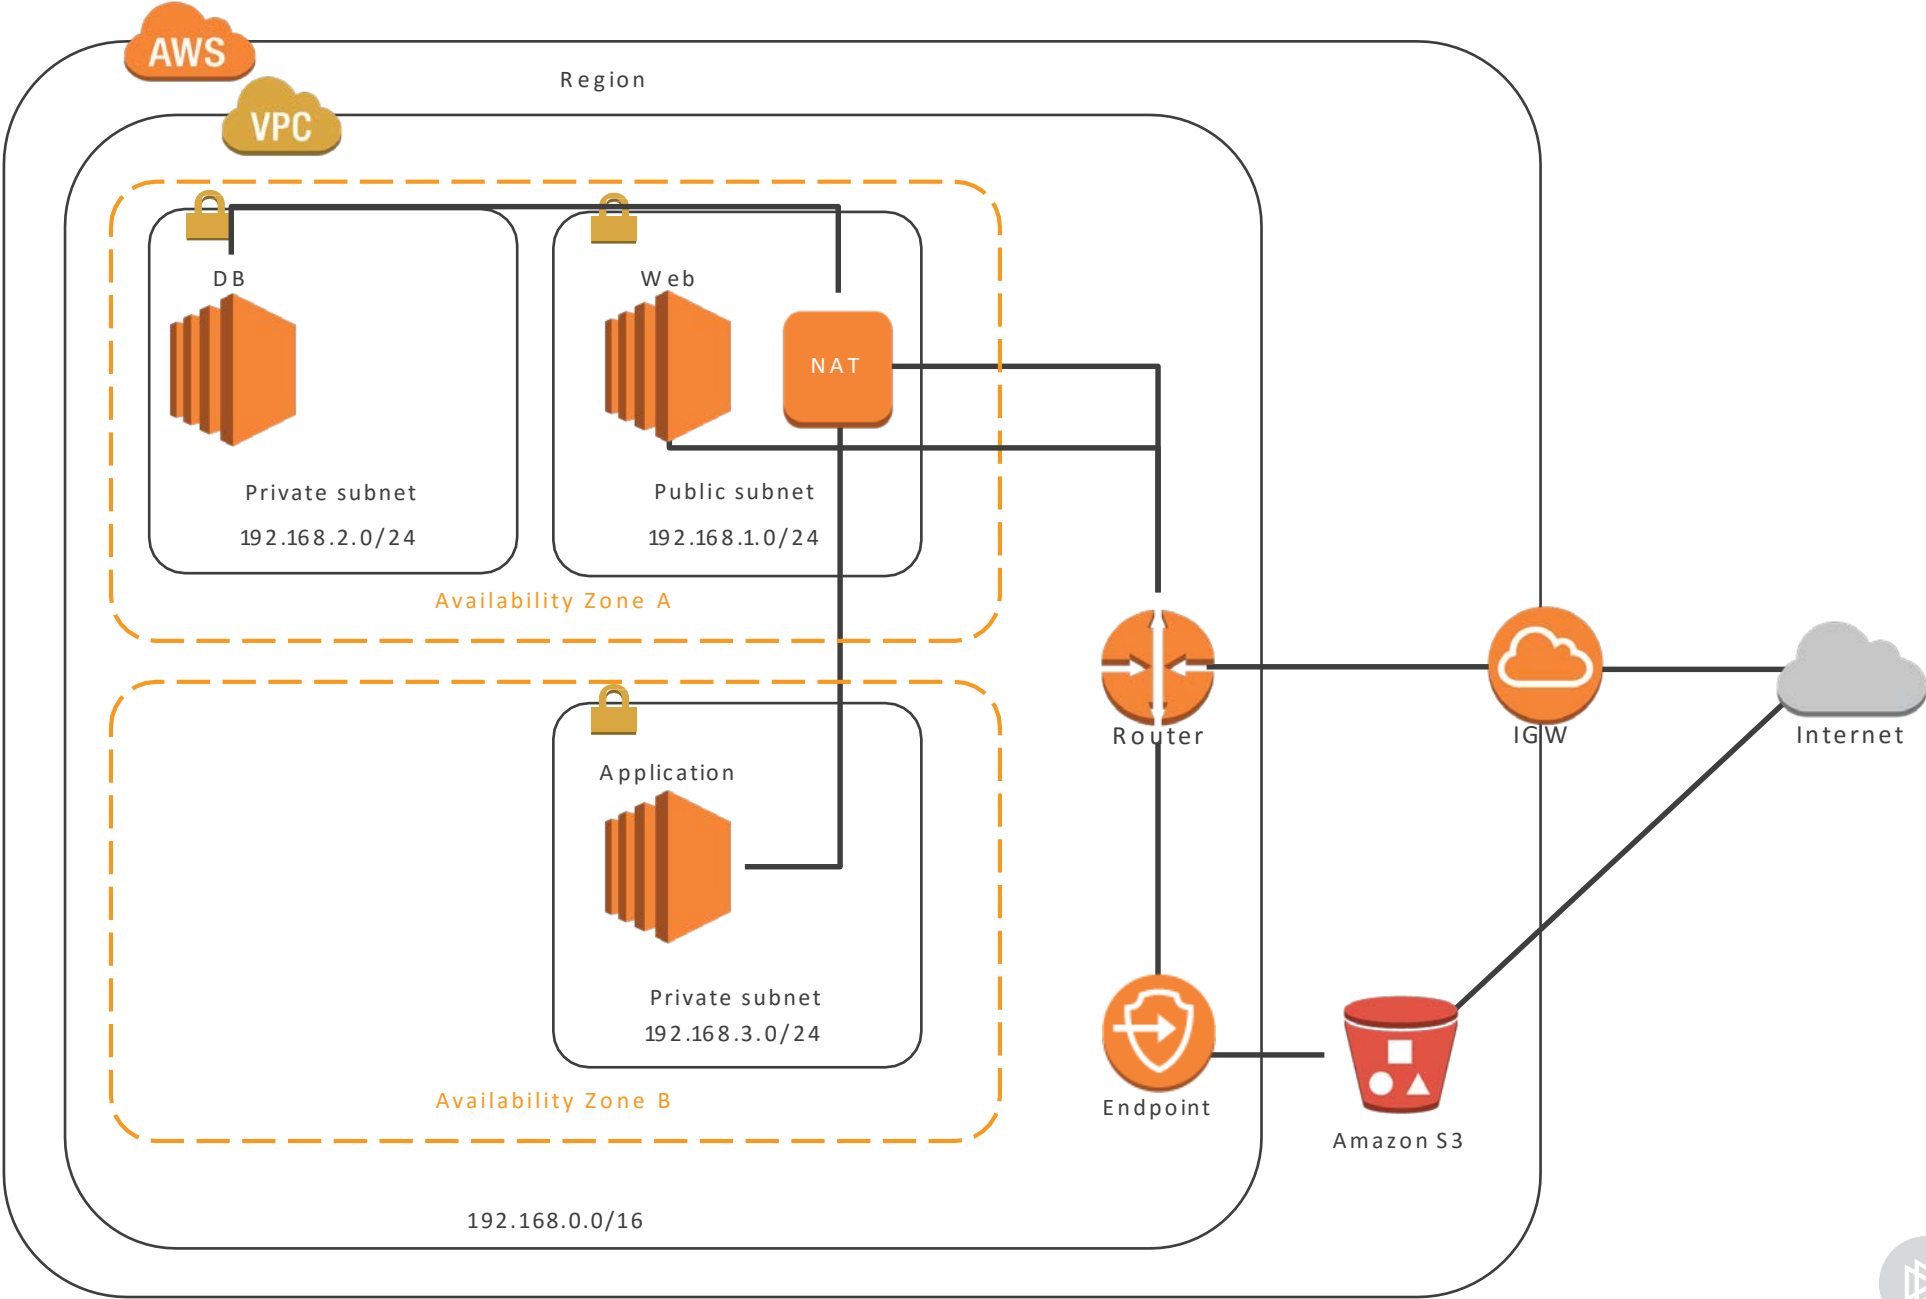 AWS
Region
VPC
DB
Web
NAT
Private subnet
192.168.2.0/24
Public subnet
192.168.1.0/24
Availability Zone A
Router
IGW
Internet
Application
Private subnet
192.168.3.0/24
Availability Zone B
Endpoint
Amazon S3
192.168.0.0/16